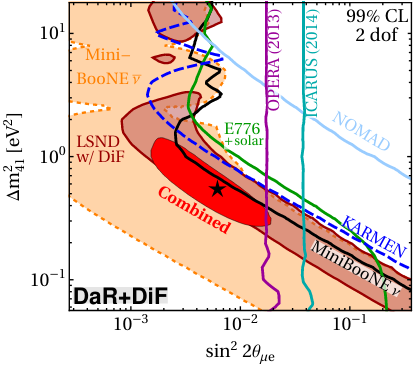 10¹
99% CL
2 dof
OPERA (2013)
ICARUS (2014)
Mini−
BooNE ν̄
NOMAD
E776
+solar
LSND
w/ DiF
10⁰
Δm²₄₁ [eV²]
Combined
KARMEN
MiniBooNE ν
10⁻¹
DaR+DiF
10⁻³
10⁻²
10⁻¹
sin² 2θμe